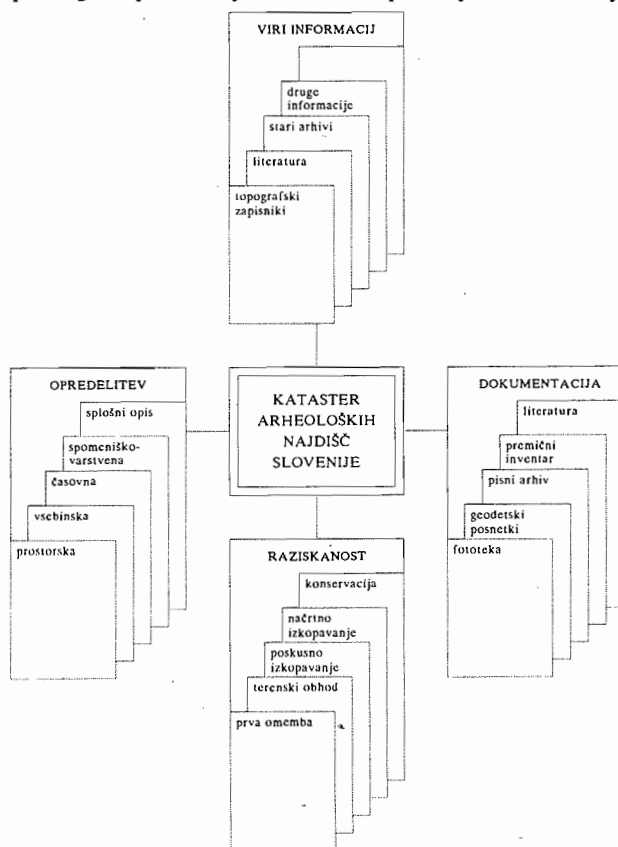 VIRI INFORMACIJ
druge
informacije
stari arhivi
literatura
topografski
zapisniki
OPREDELITEV
splošni opis
spomeniško-
varstvena
časovna
vsebinska
prostorska
KATASTER
ARHEOLOŠKIH
NAJDIŠČ
SLOVENIJE
DOKUMENTACIJA
literatura
premični
inventar
pisni arhiv
geodetski
posnetki
fototeka
RAZISKANOST
konservacija
načrtno
izkopavanje
poskusno
izkopavanje
terenski obhod
prva omemba